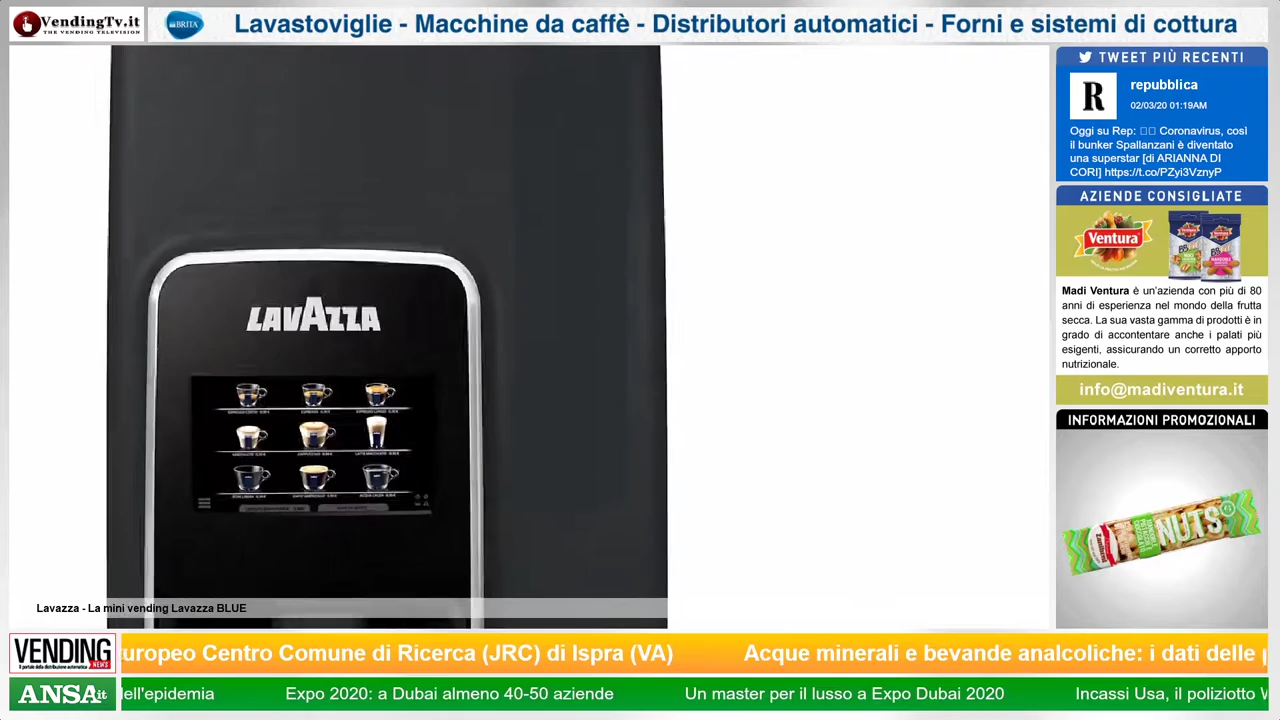 VendingTv.it
THE VENDING TELEVISION
BRITA
Lavastoviglie - Macchine da caffè - Distributori automatici - Forni e sistemi di cottura
LAVAZZA
Lavazza - La mini vending Lavazza BLUE
TWEET PIÙ RECENTI
R
repubblica
02/03/20 01:19AM
Oggi su Rep: Coronavirus, così
il bunker Spallanzani è diventato
una superstar [di ARIANNA DI
CORI] https://t.co/PZyi3VznyP
AZIENDE CONSIGLIATE
Ventura
Madi Ventura è un'azienda con più di 80
anni di esperienza nel mondo della frutta
secca. La sua vasta gamma di prodotti è in
grado di accontentare anche i palati più
esigenti, assicurando un corretto apporto
nutrizionale.
info@madiventura.it
INFORMAZIONI PROMOZIONALI
NUTS
VENDING
NEWS
Il portale della distribuzione automatica
uropeo Centro Comune di Ricerca (JRC) di Ispra (VA) Acque minerali e bevande analcoliche: i dati delle p
ANSA.it
dell'epidemia Expo 2020: a Dubai almeno 40-50 aziende Un master per il lusso a Expo Dubai 2020 Incassi Usa, il poliziotto W